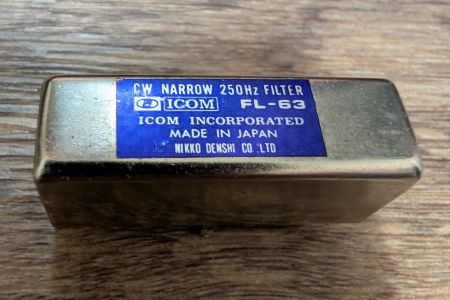 CW NARROW 250Hz FILTER
ICOM FL-63
ICOM INCORPORATED
MADE IN JAPAN
NIKKO DENSHI CO.LTD